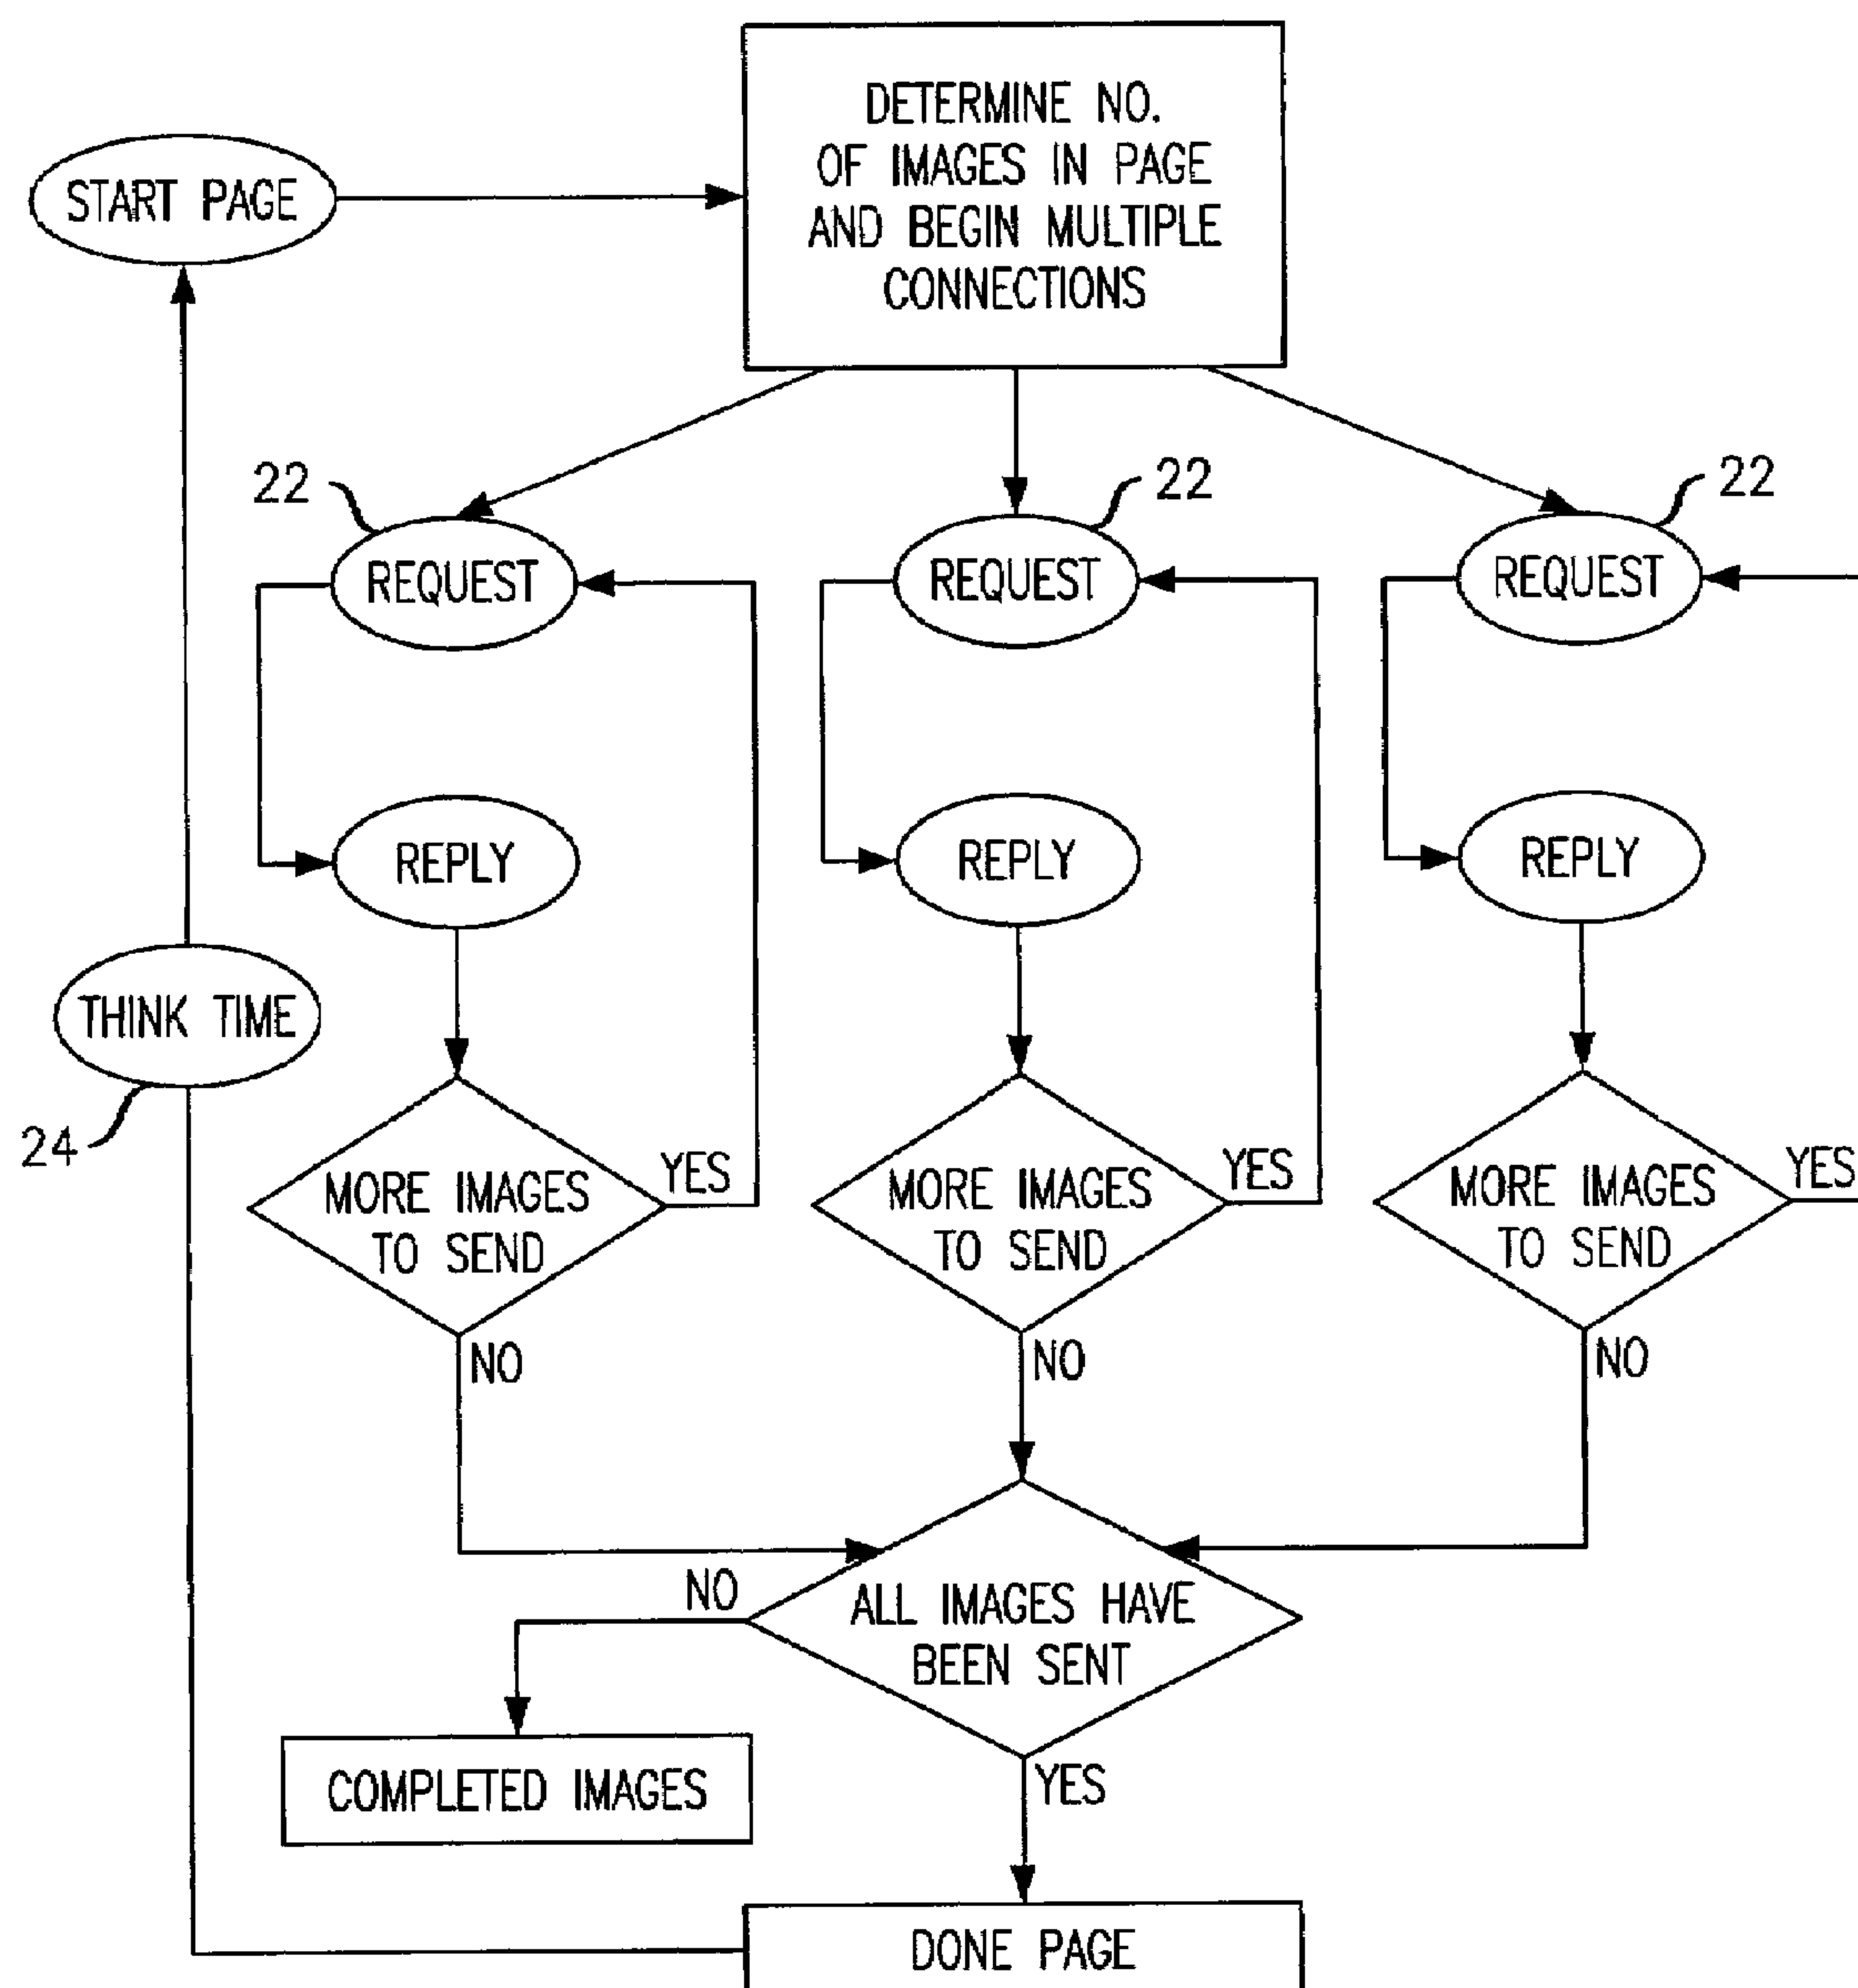 DETERMINE NO.
OF IMAGES IN PAGE
AND BEGIN MULTIPLE
CONNECTIONS
START PAGE
22
22
22
REQUEST
REQUEST
REQUEST
REPLY
REPLY
REPLY
THINK TIME
24
MORE IMAGES
TO SEND
YES
MORE IMAGES
TO SEND
YES
MORE IMAGES
TO SEND
YES
NO
NO
NO
NO
ALL IMAGES HAVE
BEEN SENT
COMPLETED IMAGES
YES
DONE PAGE